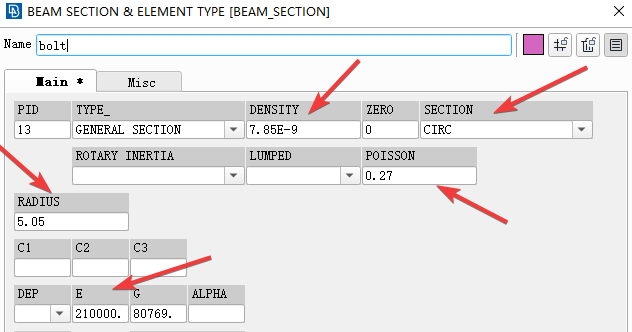 BEAM SECTION & ELEMENT TYPE [BEAM_SECTION]
Name bolt
Main * Misc
PID TYPE_ DENSITY ZERO SECTION
13 GENERAL SECTION 7.85E-9 0 CIRC
ROTARY INERTIA LUMPED POISSON
0.27
RADIUS
5.05
C1 C2 C3
DEP E G ALPHA
210000. 80769.